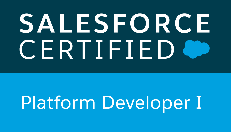 SALESFORCE
CERTIFIED
Platform Developer I